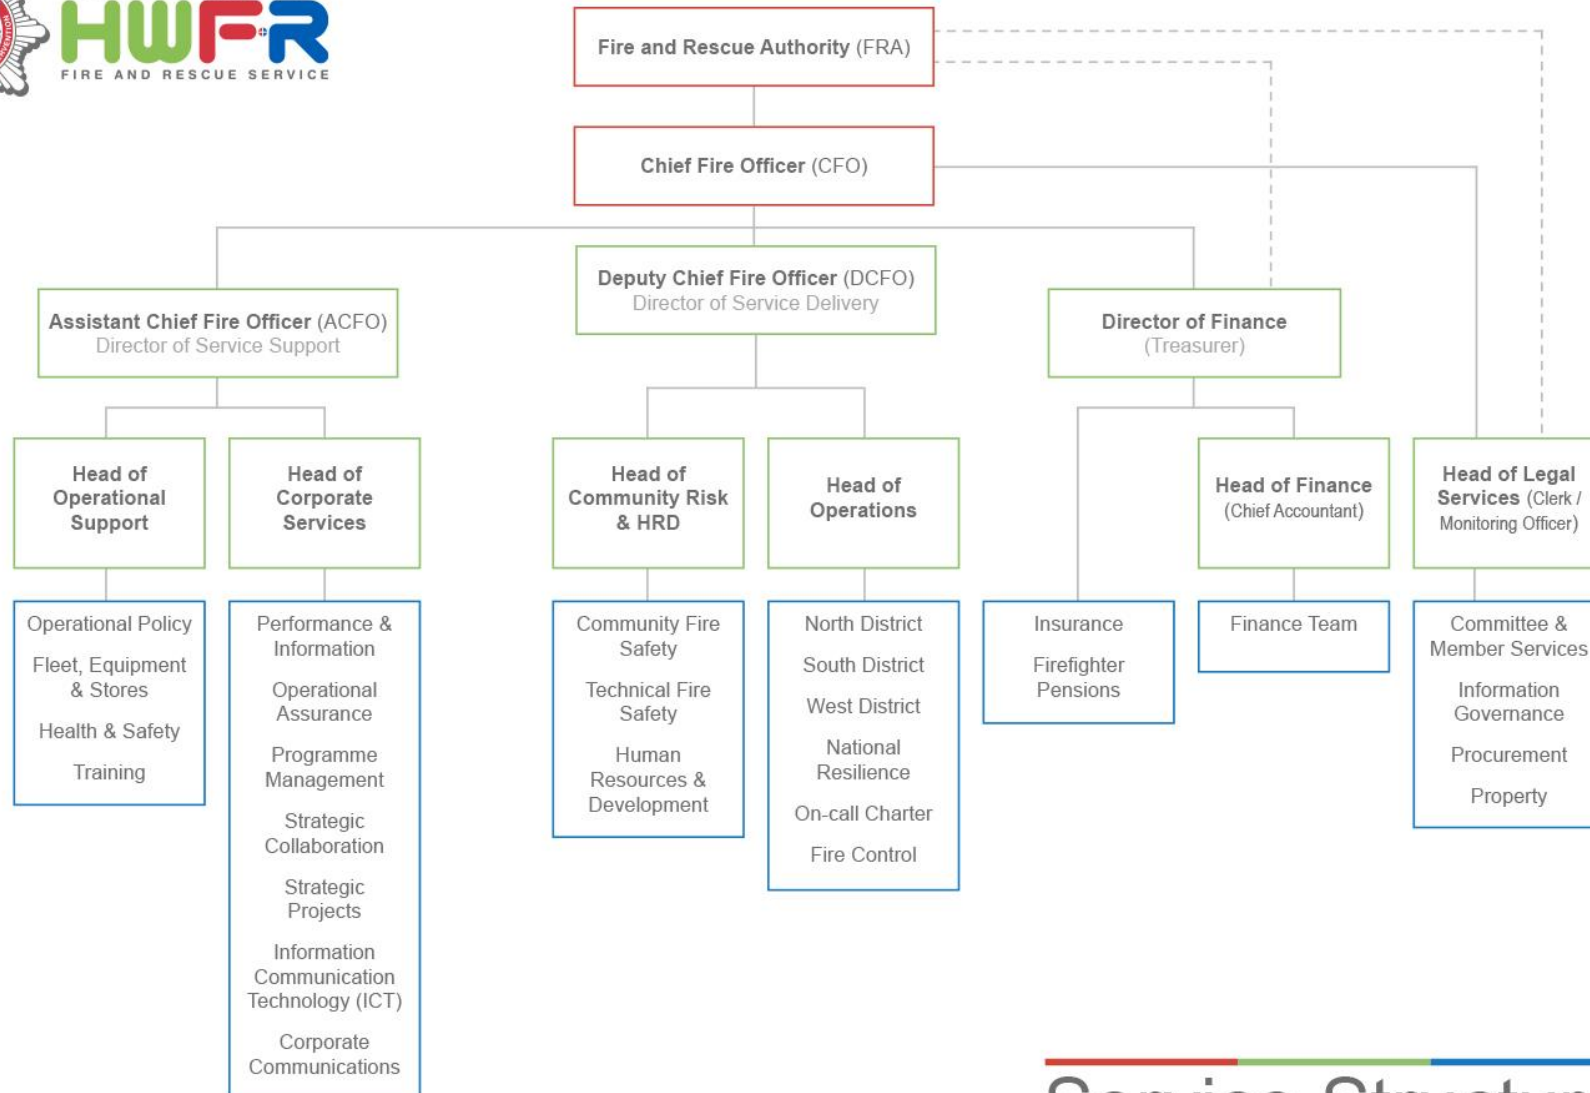 HWFR
FIRE AND RESCUE SERVICE
Fire and Rescue Authority (FRA)
Chief Fire Officer (CFO)
Deputy Chief Fire Officer (DCFO)
Director of Service Delivery
Assistant Chief Fire Officer (ACFO)
Director of Service Support
Director of Finance
(Treasurer)
Head of
Operational
Support
Head of
Corporate
Services
Head of
Community Risk
& HRD
Head of
Operations
Head of Finance
(Chief Accountant)
Head of Legal
Services (Clerk /
Monitoring Officer)
Operational Policy
Fleet, Equipment
& Stores
Health & Safety
Training
Performance &
Information
Operational
Assurance
Programme
Management
Strategic
Collaboration
Strategic
Projects
Information
Communication
Technology (ICT)
Corporate
Communications
Community Fire
Safety
Technical Fire
Safety
Human
Resources &
Development
North District
South District
West District
National
Resilience
On-call Charter
Fire Control
Insurance
Firefighter
Pensions
Finance Team
Committee &
Member Services
Information
Governance
Procurement
Property
Service